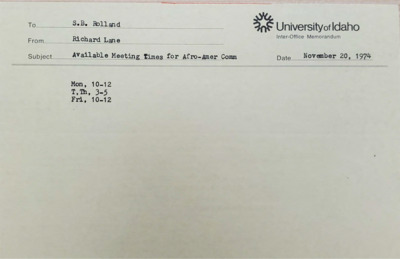 To S.B. Rolland
University of Idaho
Inter-Office Memorandum
From Richard Lane
Subject Available Meeting Times for Afro-Amer Comm
Date November 20, 1974
Mon, 10-12
T.Th, 3-5
Fri, 10-12